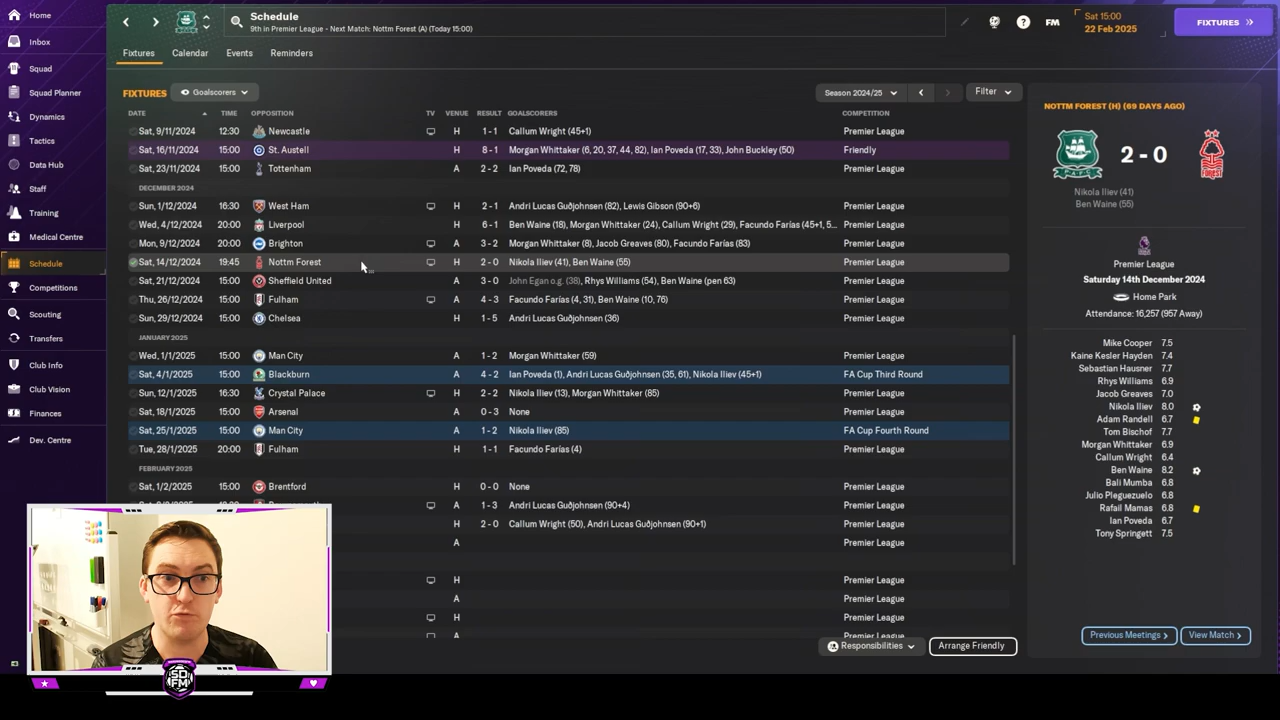 Home
Inbox
Squad
Squad Planner
Dynamics
Tactics
Data Hub
Staff
Training
Medical Centre
Schedule
Competitions
Scouting
Transfers
Club Info
Club Vision
Finances
Dev. Centre
Schedule
9th in Premier League - Next Match: Nottm Forest (A) (Today 15:00)
FM
Sat 15:00
22 Feb 2025
FIXTURES
Fixtures Calendar Events Reminders
FIXTURES Goalscorers Season 2024/25 Filter
DATE TIME OPPOSITION TV VENUE RESULT GOALSCORERS COMPETITION
Sat, 9/11/2024 12:30 Newcastle H 1 - 1 Callum Wright (45+1) Premier League
Sat, 16/11/2024 15:00 St. Austell H 8 - 1 Morgan Whittaker (6, 20, 37, 44, 82), Ian Poveda (17, 33), John Buckley (50) Friendly
Sat, 23/11/2024 15:00 Tottenham A 2 - 2 Ian Poveda (72, 78) Premier League
DECEMBER 2024
Sun, 1/12/2024 16:30 West Ham H 2 - 1 Andri Lucas Guðjohnsen (82), Lewis Gibson (90+6) Premier League
Wed, 4/12/2024 20:00 Liverpool H 6 - 1 Ben Waine (18), Morgan Whittaker (24), Callum Wright (29), Facundo Farías (45+1, 5... Premier League
Mon, 9/12/2024 20:00 Brighton A 3 - 2 Morgan Whittaker (8), Jacob Greaves (80), Facundo Farías (83) Premier League
Sat, 14/12/2024 19:45 Nottm Forest H 2 - 0 Nikola Iliev (41), Ben Waine (55) Premier League
Sat, 21/12/2024 15:00 Sheffield United A 3 - 0 John Egan o.g. (38), Rhys Williams (54), Ben Waine (pen 63) Premier League
Thu, 26/12/2024 15:00 Fulham A 4 - 3 Facundo Farías (4, 31), Ben Waine (10, 76) Premier League
Sun, 29/12/2024 15:00 Chelsea H 1 - 5 Andri Lucas Guðjohnsen (36) Premier League
JANUARY 2025
Wed, 1/1/2025 15:00 Man City A 1 - 2 Morgan Whittaker (59) Premier League
Sat, 4/1/2025 15:00 Blackburn A 4 - 2 Ian Poveda (1), Andri Lucas Guðjohnsen (35, 61), Nikola Iliev (45+1) FA Cup Third Round
Sun, 12/1/2025 16:30 Crystal Palace H 2 - 2 Nikola Iliev (13), Morgan Whittaker (85) Premier League
Sat, 18/1/2025 15:00 Arsenal A 0 - 3 None Premier League
Sat, 25/1/2025 15:00 Man City A 1 - 2 Nikola Iliev (85) FA Cup Fourth Round
Tue, 28/1/2025 20:00 Fulham H 1 - 1 Facundo Farías (4) Premier League
FEBRUARY 2025
Sat, 1/2/2025 15:00 Brentford H 0 - 0 None Premier League
A 1 - 3 Andri Lucas Guðjohnsen (90+4) Premier League
H 2 - 0 Callum Wright (50), Andri Lucas Guðjohnsen (90+1) Premier League
A Premier League
H Premier League
A Premier League
H Premier League
A Premier League
Responsibilities Arrange Friendly
NOTTM FOREST (H) (69 DAYS AGO)
2 - 0
FOREST
Nikola Iliev (41)
Ben Waine (55)
Premier League
Saturday 14th December 2024
Home Park
Attendance: 16,257 (957 Away)
Mike Cooper 7.5
Kaine Kesler Hayden 7.4
Sebastian Hausner 7.7
Rhys Williams 6.9
Jacob Greaves 7.0
Nikola Iliev 8.0
Adam Randell 6.7
Tom Bischof 7.7
Morgan Whittaker 6.9
Callum Wright 6.4
Ben Waine 8.2
Bali Mumba 6.8
Julio Pleguezuelo 6.8
Rafail Mamas 6.8
Ian Poveda 6.7
Tony Springett 7.5
Previous Meetings View Match
SDFM